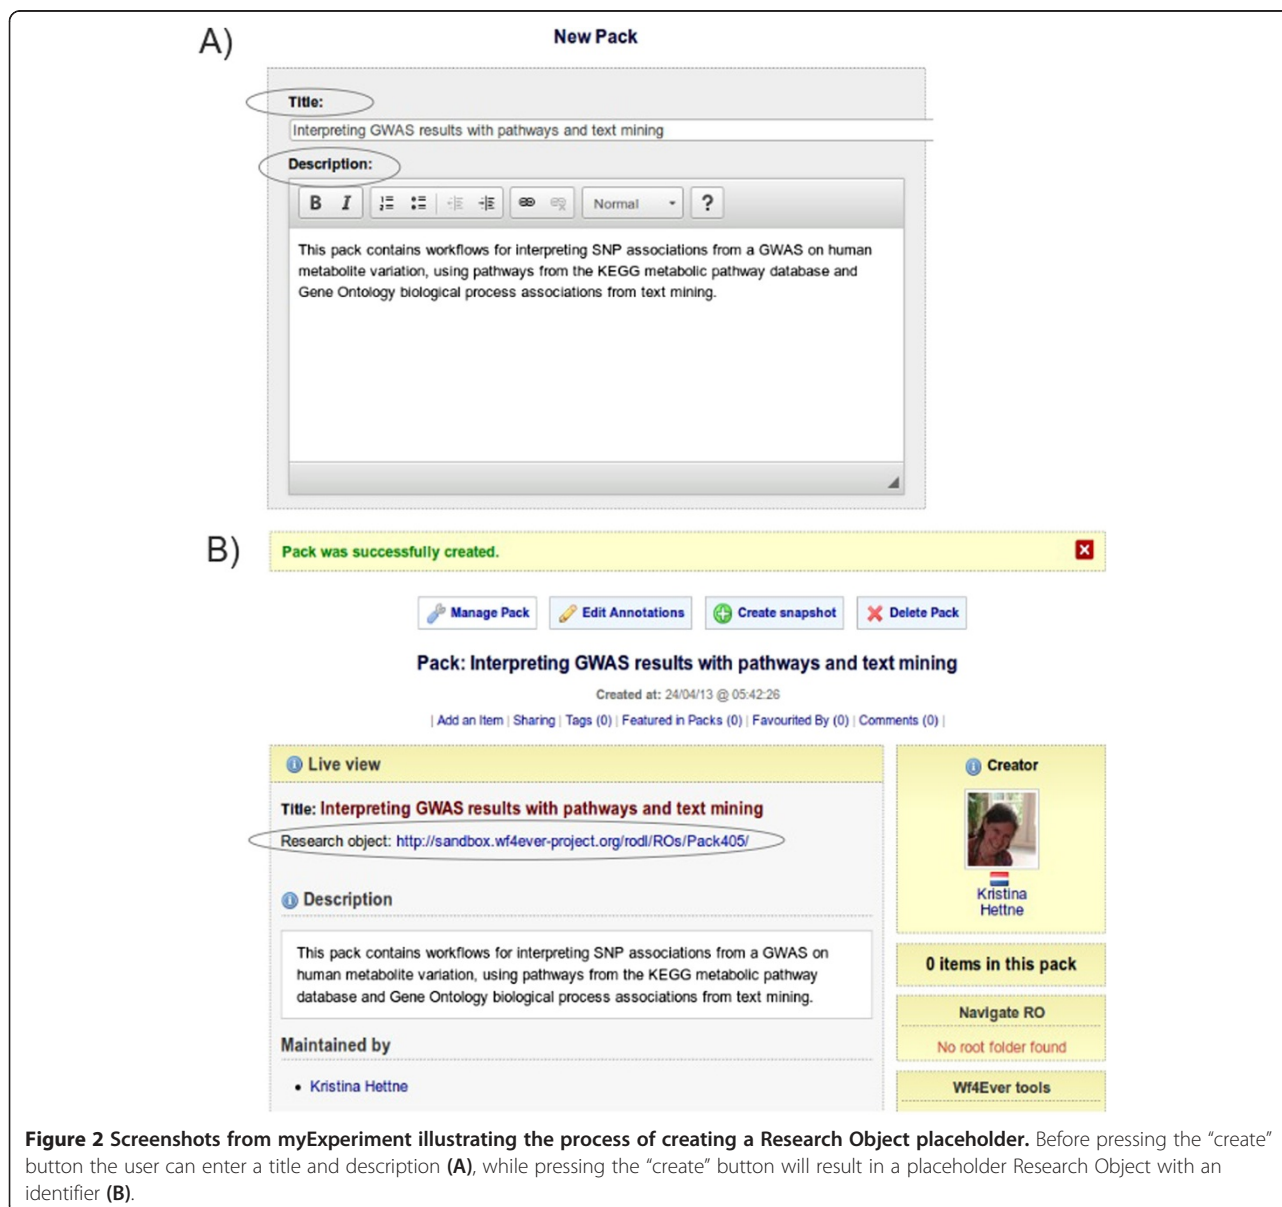 A)
New Pack
Title:
Interpreting GWAS results with pathways and text mining
Description:
B I Normal ?
This pack contains workflows for interpreting SNP associations from a GWAS on human
metabolite variation, using pathways from the KEGG metabolic pathway database and
Gene Ontology biological process associations from text mining.
B)
Pack was successfully created.
Manage Pack Edit Annotations Create snapshot Delete Pack
Pack: Interpreting GWAS results with pathways and text mining
Created at: 24/04/13 @ 05:42:26
| Add an Item | Sharing | Tags (0) | Featured in Packs (0) | Favourited By (0) | Comments (0) |
Live view
Title: Interpreting GWAS results with pathways and text mining
Research object: http://sandbox.wf4ever-project.org/rodl/ROs/Pack405/
Description
This pack contains workflows for interpreting SNP associations from a GWAS on
human metabolite variation, using pathways from the KEGG metabolic pathway
database and Gene Ontology biological process associations from text mining.
Maintained by
• Kristina Hettne
Creator
Kristina
Hettne
0 items in this pack
Navigate RO
No root folder found
Wf4Ever tools
Figure 2 Screenshots from myExperiment illustrating the process of creating a Research Object placeholder. Before pressing the “create”
button the user can enter a title and description (A), while pressing the “create” button will result in a placeholder Research Object with an
identifier (B).